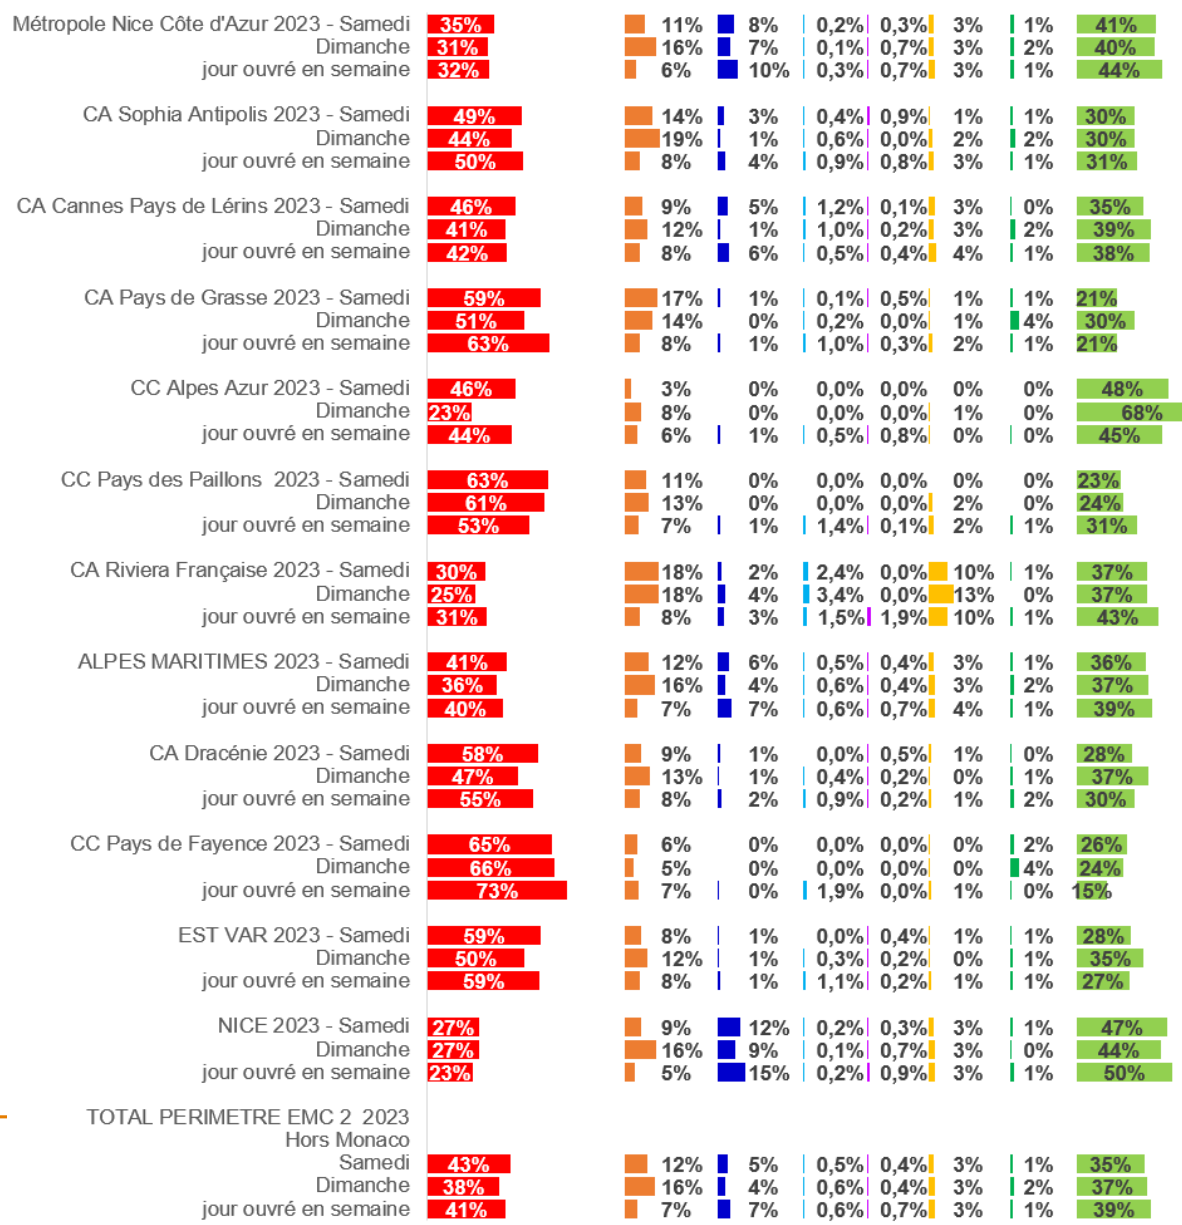 Métropole Nice Côte d'Azur 2023 - Samedi 35% 11% 8% 0,2% 0,3% 3% 1% 41%
Dimanche 31% 16% 7% 0,1% 0,7% 3% 2% 40%
jour ouvré en semaine 32% 6% 10% 0,3% 0,7% 3% 1% 44%
CA Sophia Antipolis 2023 - Samedi 49% 14% 3% 0,4% 0,9% 1% 1% 30%
Dimanche 44% 19% 1% 0,6% 0,0% 2% 2% 30%
jour ouvré en semaine 50% 8% 4% 0,9% 0,8% 3% 1% 31%
CA Cannes Pays de Lérins 2023 - Samedi 46% 9% 5% 1,2% 0,1% 3% 0% 35%
Dimanche 41% 12% 1% 1,0% 0,2% 3% 2% 39%
jour ouvré en semaine 42% 8% 6% 0,5% 0,4% 4% 1% 38%
CA Pays de Grasse 2023 - Samedi 59% 17% 1% 0,1% 0,5% 1% 1% 21%
Dimanche 51% 14% 0% 0,2% 0,0% 1% 4% 30%
jour ouvré en semaine 63% 8% 1% 1,0% 0,3% 2% 1% 21%
CC Alpes Azur 2023 - Samedi 46% 3% 0% 0,0% 0,0% 0% 0% 48%
Dimanche 23% 8% 0% 0,0% 0,0% 1% 0% 68%
jour ouvré en semaine 44% 6% 1% 0,5% 0,8% 0% 0% 45%
CC Pays des Paillons 2023 - Samedi 63% 11% 0% 0,0% 0,0% 0% 0% 23%
Dimanche 61% 13% 0% 0,0% 0,0% 2% 0% 24%
jour ouvré en semaine 53% 7% 1% 1,4% 0,1% 2% 1% 31%
CA Riviera Française 2023 - Samedi 30% 18% 2% 2,4% 0,0% 10% 1% 37%
Dimanche 25% 18% 4% 3,4% 0,0% 13% 0% 37%
jour ouvré en semaine 31% 8% 3% 1,5% 1,9% 10% 1% 43%
ALPES MARITIMES 2023 - Samedi 41% 12% 6% 0,5% 0,4% 3% 1% 36%
Dimanche 36% 16% 4% 0,6% 0,4% 3% 2% 37%
jour ouvré en semaine 40% 7% 7% 0,6% 0,7% 4% 1% 39%
CA Dracénie 2023 - Samedi 58% 9% 1% 0,0% 0,5% 1% 0% 28%
Dimanche 47% 13% 1% 0,4% 0,2% 0% 1% 37%
jour ouvré en semaine 55% 8% 2% 0,9% 0,2% 1% 2% 30%
CC Pays de Fayence 2023 - Samedi 65% 6% 0% 0,0% 0,0% 0% 2% 26%
Dimanche 66% 5% 0% 0,0% 0,0% 0% 4% 24%
jour ouvré en semaine 73% 7% 0% 1,9% 0,0% 1% 0% 15%
EST VAR 2023 - Samedi 59% 8% 1% 0,0% 0,4% 1% 1% 28%
Dimanche 50% 12% 1% 0,3% 0,2% 0% 1% 35%
jour ouvré en semaine 59% 8% 1% 1,1% 0,2% 1% 1% 27%
NICE 2023 - Samedi 27% 9% 12% 0,2% 0,3% 3% 1% 47%
Dimanche 27% 16% 9% 0,1% 0,7% 3% 0% 44%
jour ouvré en semaine 23% 5% 15% 0,2% 0,9% 3% 1% 50%
TOTAL PERIMETRE EMC 2 2023
Hors Monaco
Samedi 43% 12% 5% 0,5% 0,4% 3% 1% 35%
Dimanche 38% 16% 4% 0,6% 0,4% 3% 2% 37%
jour ouvré en semaine 41% 7% 7% 0,6% 0,7% 3% 1% 39%